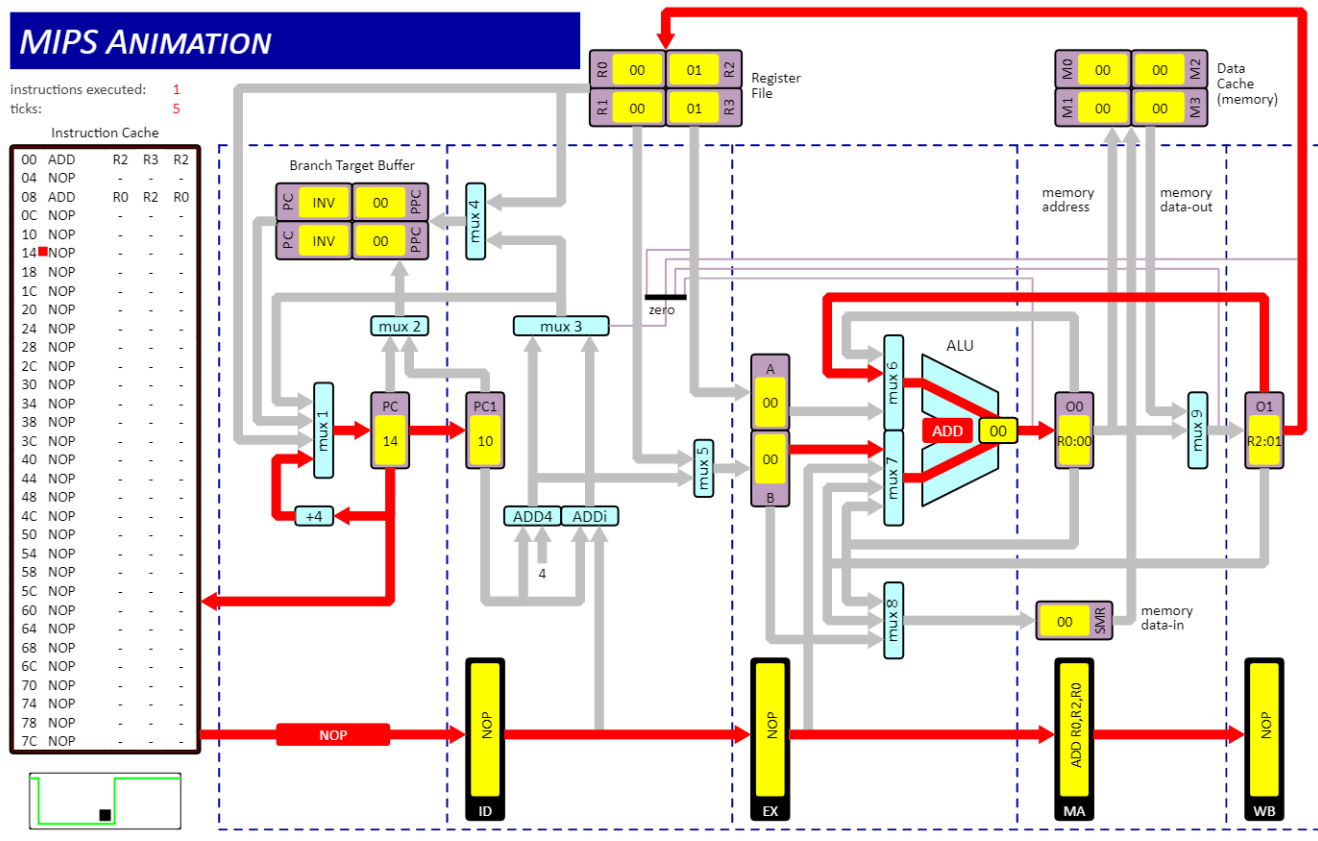 MIPS ANIMATION
instructions executed: 1
ticks: 5
Instruction Cache
00 ADD R2 R3 R2
04 NOP - - -
08 ADD R0 R2 R0
0C NOP - - -
10 NOP - - -
14 NOP - - -
18 NOP - - -
1C NOP - - -
20 NOP - - -
24 NOP - - -
28 NOP - - -
2C NOP - - -
30 NOP - - -
34 NOP - - -
38 NOP - - -
3C NOP - - -
40 NOP - - -
44 NOP - - -
48 NOP - - -
4C NOP - - -
50 NOP - - -
54 NOP - - -
58 NOP - - -
5C NOP - - -
60 NOP - - -
64 NOP - - -
68 NOP - - -
6C NOP - - -
70 NOP - - -
74 NOP - - -
78 NOP - - -
7C NOP - - -
R0 00 01 R2
R1 00 01 R3
Register
File
M0 00 00 M2
M1 00 00 M3
Data
Cache
(memory)
Branch Target Buffer
PC INV 00 PPC
PC INV 00 PPC
mux 4
memory
address
memory
data-out
zero
mux 2
mux 3
mux 1
PC
14
PC1
10
+4
ADD4
ADDi
4
mux 5
A
00
00
B
mux 6
mux 7
ALU
ADD
00
O0
R0:00
mux 9
O1
R2:01
mux 8
00 SMR
memory
data-in
NOP
NOP
ID
NOP
EX
ADD R0,R2,R0
MA
NOP
WB